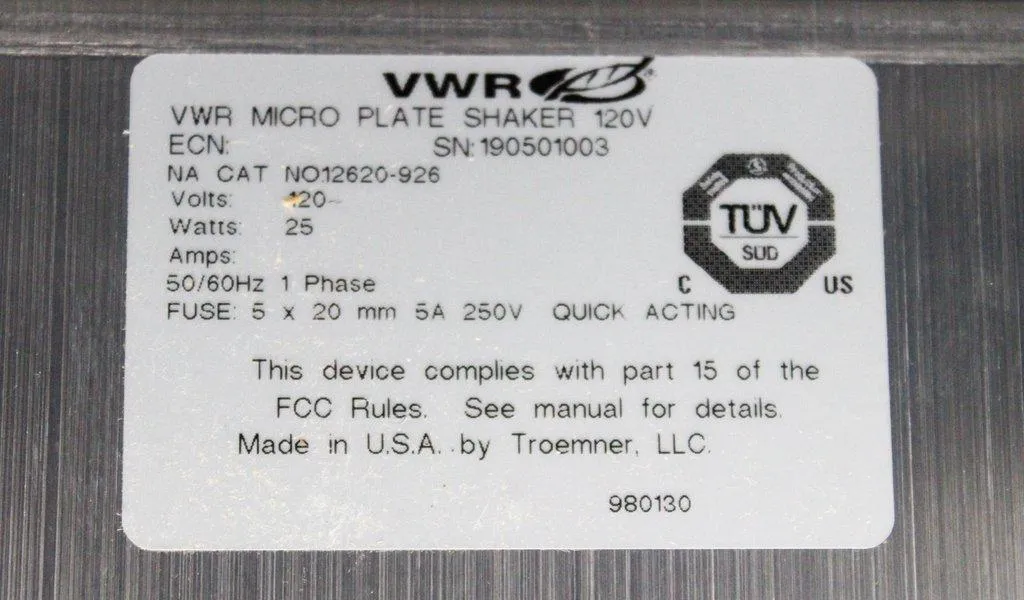 VWR
VWR MICRO PLATE SHAKER 120V
ECN: SN: 190501003
NA CAT NO12620-926
Volts: 120~
Watts: 25
Amps:
50/60Hz 1 Phase
FUSE: 5 x 20 mm 5A 250V QUICK ACTING
TÜV
SÜD
C US
This device complies with part 15 of the
FCC Rules. See manual for details.
Made in U.S.A. by Troemner, LLC.
980130